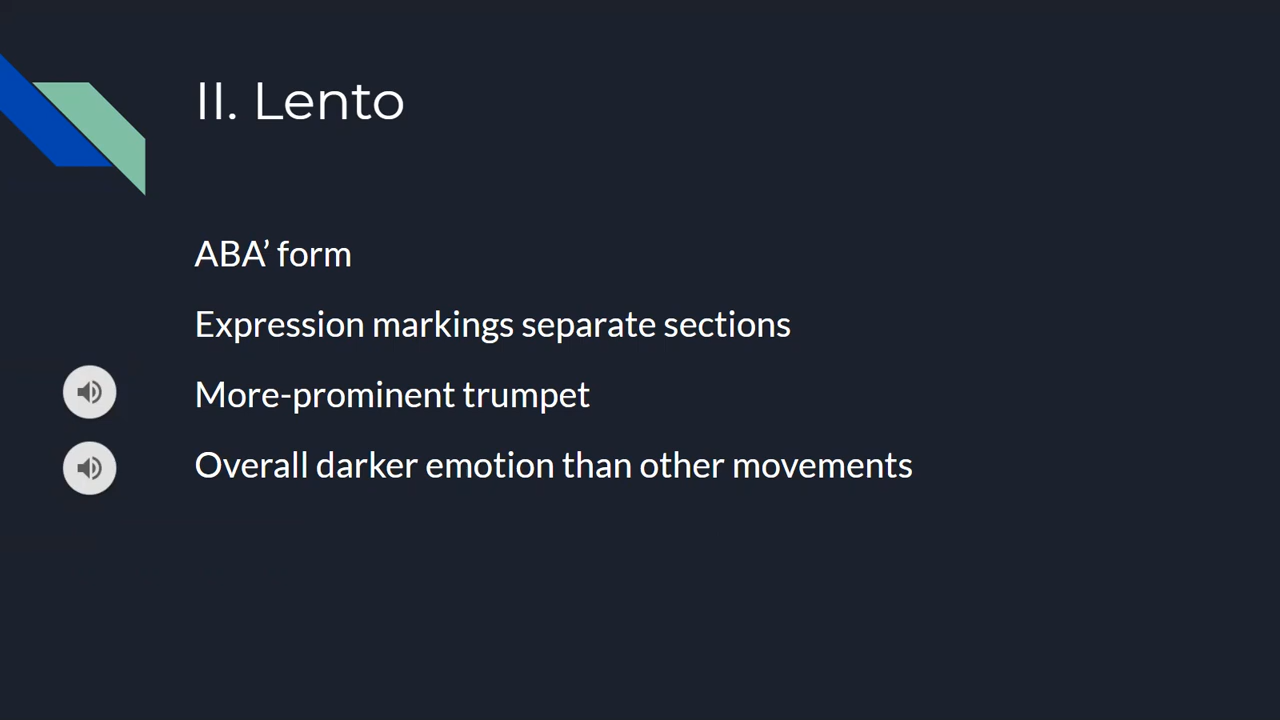 II. Lento
ABA’ form
Expression markings separate sections
More-prominent trumpet
Overall darker emotion than other movements